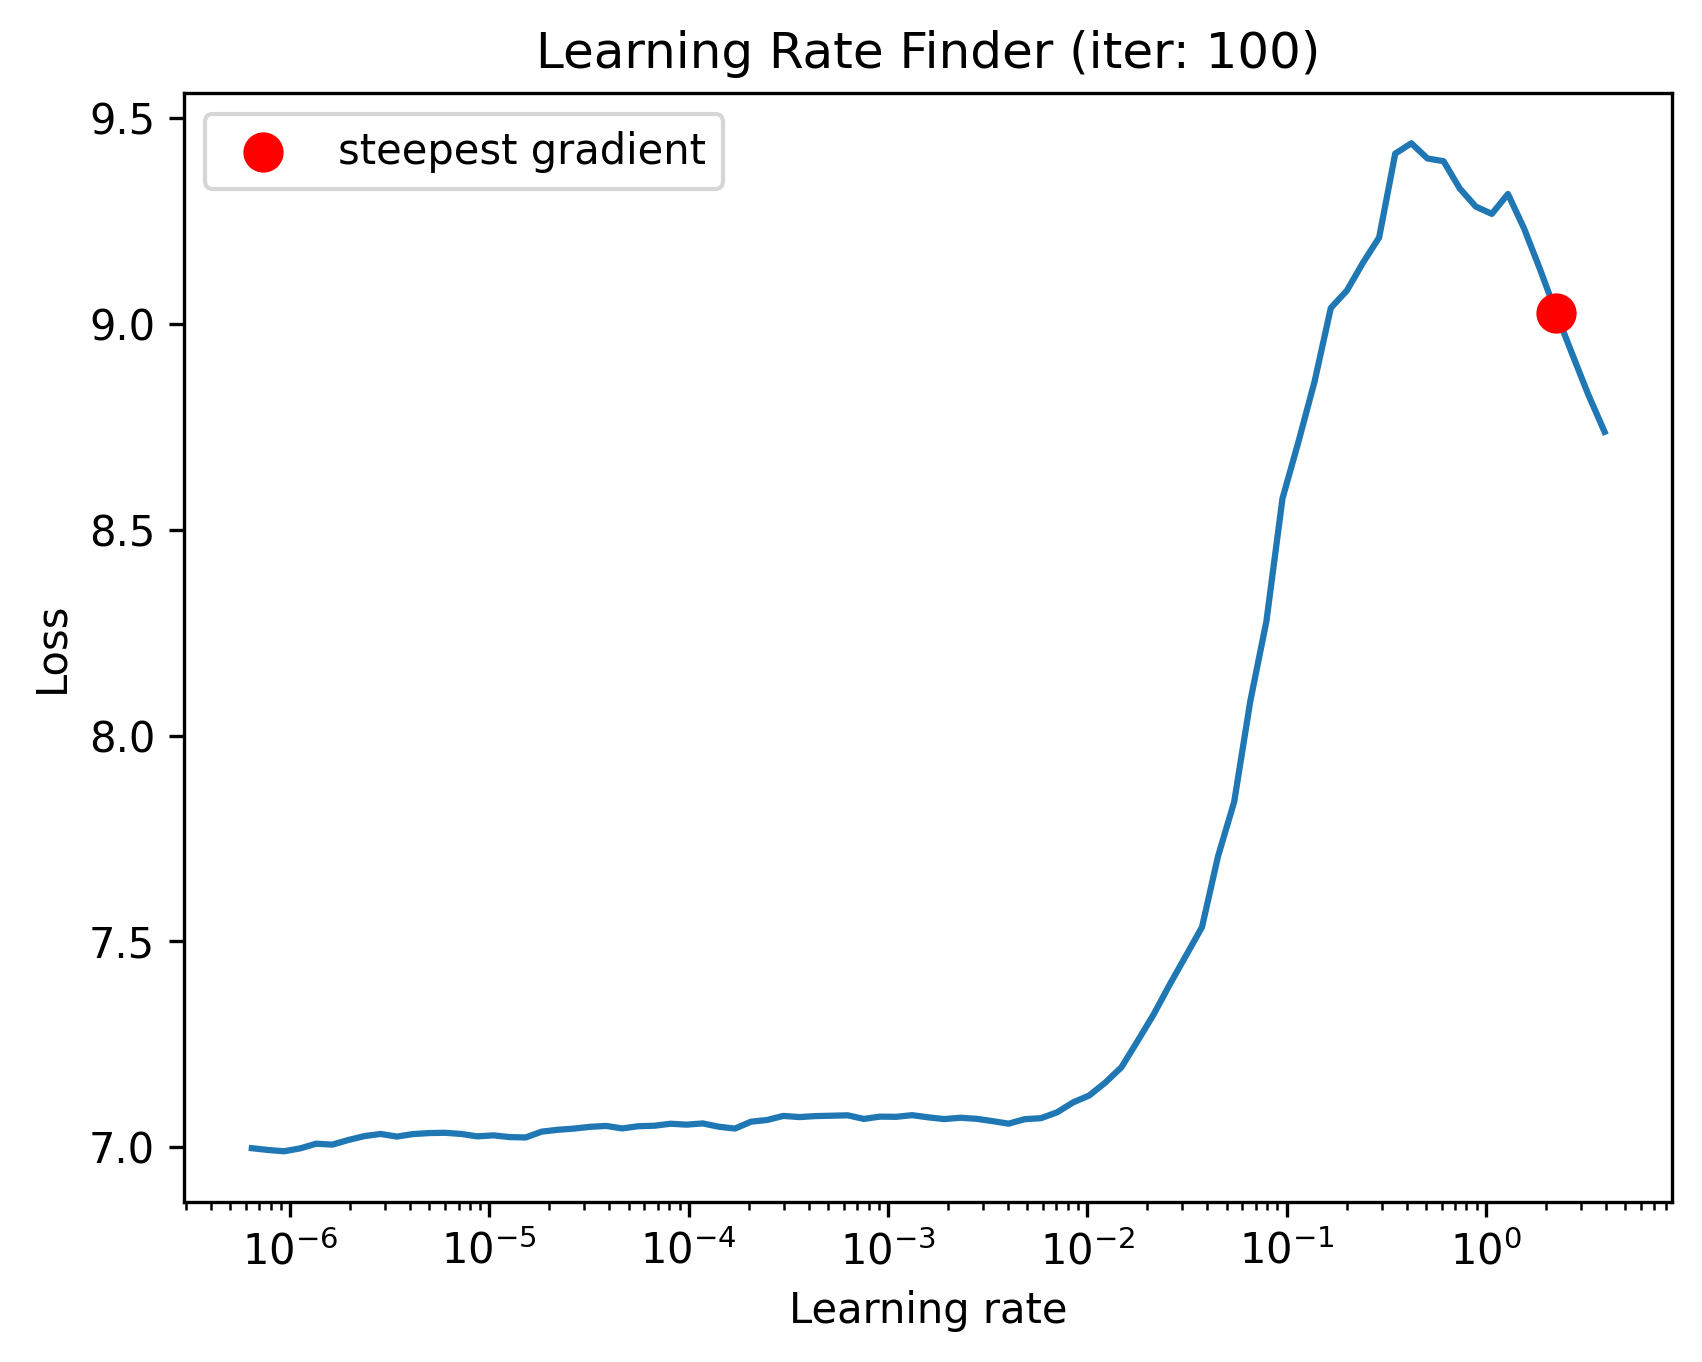 Learning Rate Finder (iter: 100)
steepest gradient
9.5
9.0
8.5
8.0
7.5
7.0
Loss
10⁻⁶ 10⁻⁵ 10⁻⁴ 10⁻³ 10⁻² 10⁻¹ 10⁰
Learning rate